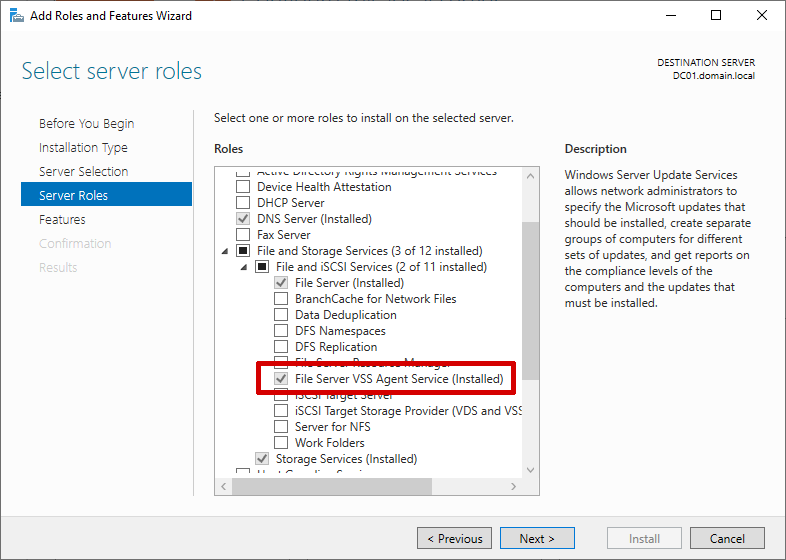 Add Roles and Features Wizard
Select server roles
DESTINATION SERVER
DC01.domain.local
Before You Begin
Installation Type
Server Selection
Server Roles
Features
Confirmation
Results
Select one or more roles to install on the selected server.
Roles
Active Directory Rights Management Services
Device Health Attestation
DHCP Server
DNS Server (Installed)
Fax Server
File and Storage Services (3 of 12 installed)
File and iSCSI Services (2 of 11 installed)
File Server (Installed)
BranchCache for Network Files
Data Deduplication
DFS Namespaces
DFS Replication
File Server Resource Manager
File Server VSS Agent Service (Installed)
iSCSI Target Server
iSCSI Target Storage Provider (VDS and VSS
Server for NFS
Work Folders
Storage Services (Installed)
Host Guardian Service
Description
Windows Server Update Services
allows network administrators to
specify the Microsoft updates that
should be installed, create separate
groups of computers for different
sets of updates, and get reports on
the compliance levels of the
computers and the updates that
must be installed.
< Previous
Next >
Install
Cancel